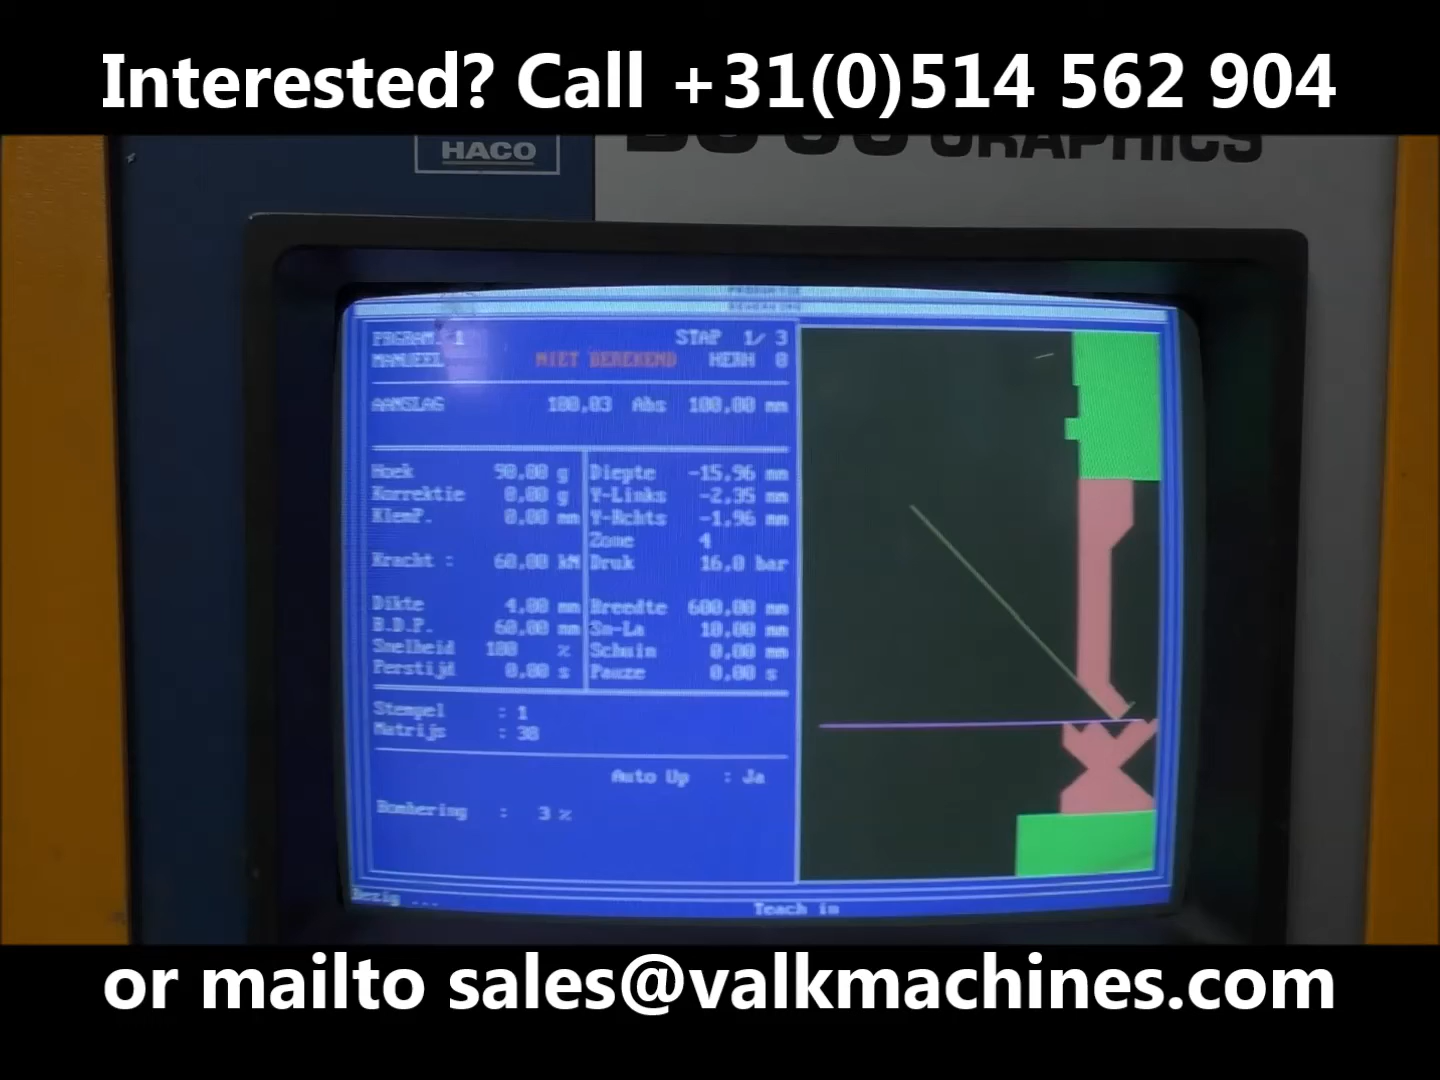 Interested? Call +31(0)514 562 904
HACO
GRAPHICS
PRGRAM. 1 STAP 1/ 3
MANUEEL NIET BEREKEND HERH 0
AANSLAG 100,03 Abs 100,00 mm
Hoek 90,00 g Diepte -15,96 mm
Korrektie 0,00 g Y-Links -2,35 mm
KlemP. 0,00 mm Y-Rchts -1,96 mm
Zone 4
Kracht : 60,00 kN Druk 16,0 bar
Dikte 4,00 mm Breedte 600,00 mm
B.D.P. 60,00 mm Sn-La 10,00 mm
Snelheid 100 % Schuin 0,00 mm
Perstijd 0,00 s Pauze 0,00 s
Stempel : 1
Matrijs : 38
Auto Up : Ja
Bombering : 3 %
Bezig ...
Teach in
or mailto sales@valkmachines.com